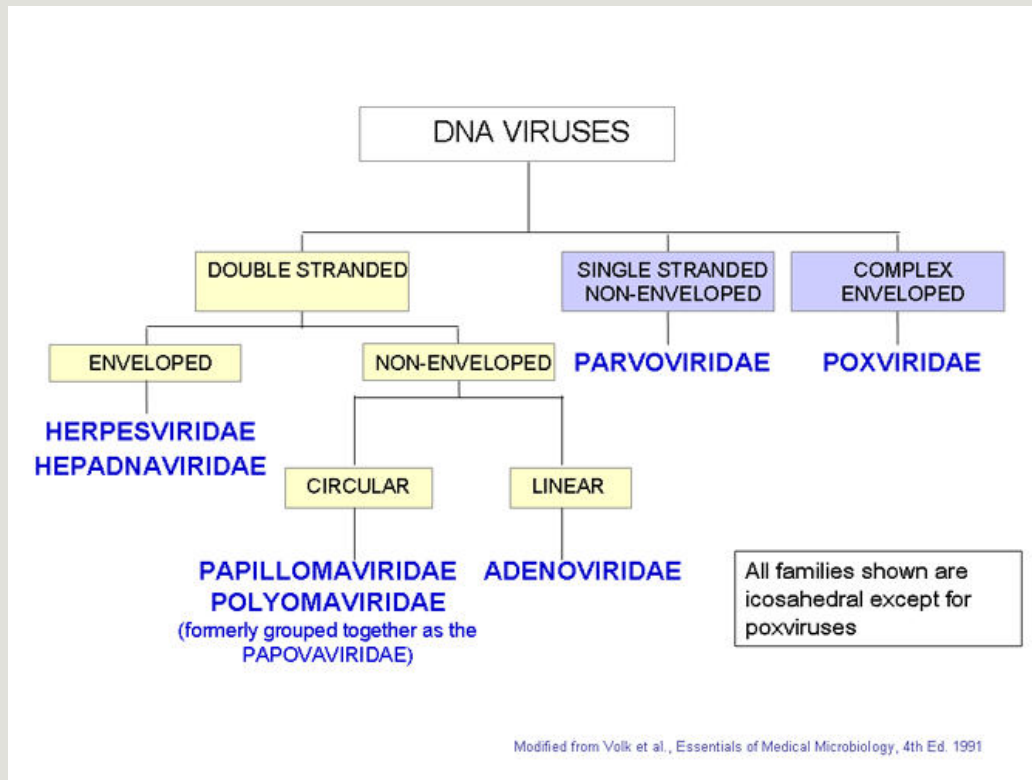 DNA VIRUSES
DOUBLE STRANDED
SINGLE STRANDED
NON-ENVELOPED
COMPLEX
ENVELOPED
ENVELOPED
NON-ENVELOPED
PARVOVIRIDAE
POXVIRIDAE
HERPESVIRIDAE
HEPADNAVIRIDAE
CIRCULAR
LINEAR
PAPILLOMAVIRIDAE
POLYOMAVIRIDAE
(formerly grouped together as the
PAPOVAVIRIDAE)
ADENOVIRIDAE
All families shown are
icosahedral except for
poxviruses
Modified from Volk et al., Essentials of Medical Microbiology, 4th Ed. 1991